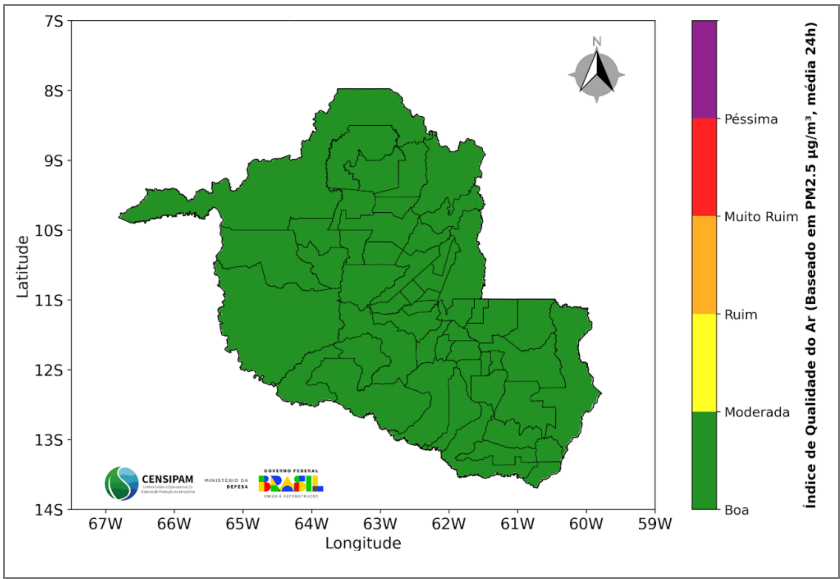 7S
8S
9S
10S
11S
12S
13S
14S
Latitude
67W 66W 65W 64W 63W 62W 61W 60W 59W
Longitude
N
CENSIPAM
MINISTÉRIO DA
DEFESA
GOVERNO FEDERAL
BRASIL
UNIÃO E RECONSTRUÇÃO
Péssima
Muito Ruim
Ruim
Moderada
Boa
Índice de Qualidade do Ar (Baseado em PM2.5 µg/m³, média 24h)